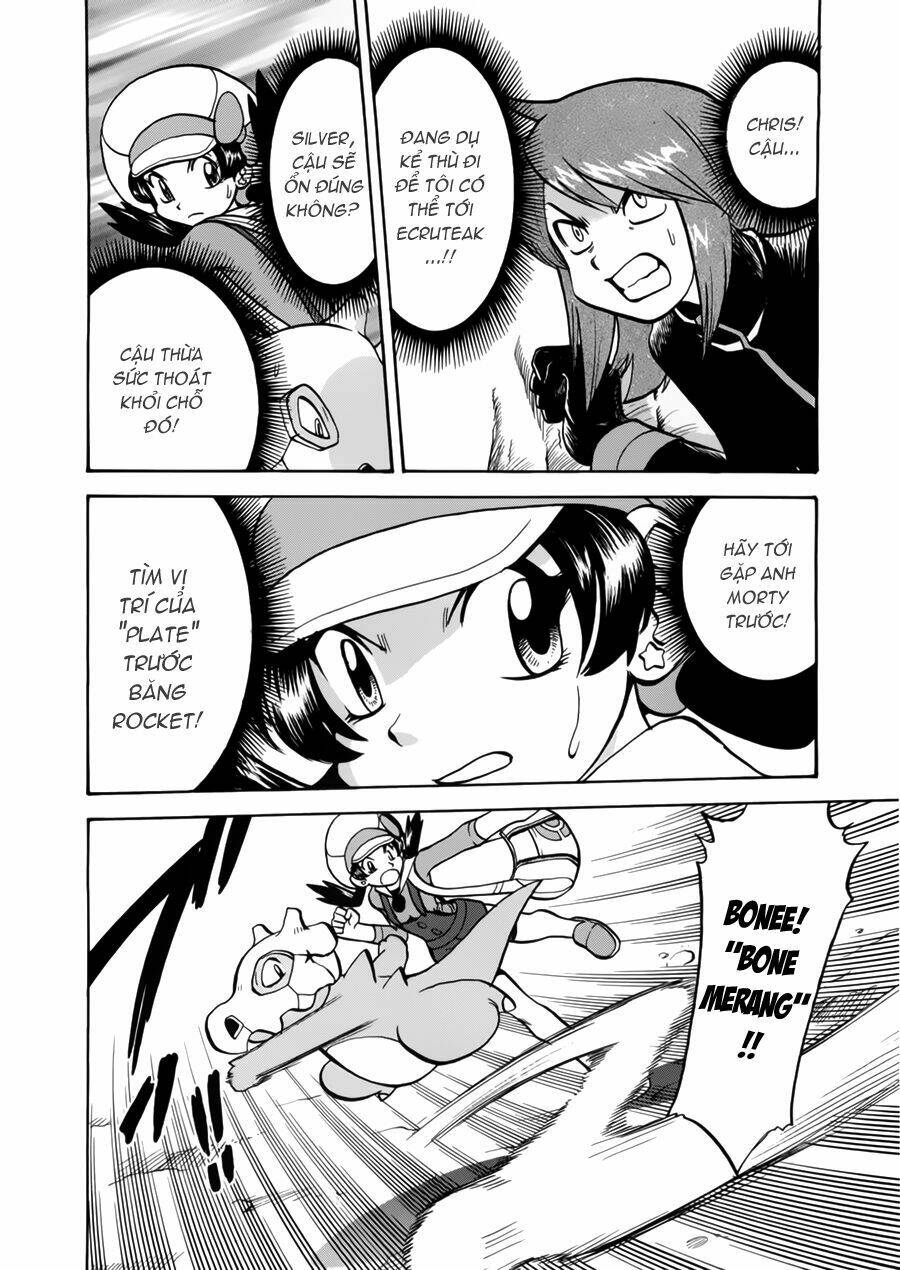 CHRIS!
CẬU...
ĐANG DỤ
KẺ THÙ ĐI
ĐỂ TÔI CÓ
THỂ TỚI
ECRUTEAK
...!!
SILVER,
CẬU SẼ
ỔN ĐÚNG
KHÔNG?
CẬU THỪA
SỨC THOÁT
KHỎI CHỖ
ĐÓ!
HÃY TỚI
GẶP ANH
MORTY
TRƯỚC!
TÌM VỊ
TRÍ CỦA
"PLATE"
TRƯỚC
BĂNG
ROCKET!
BONEE!
"BONE
MERANG"
!!